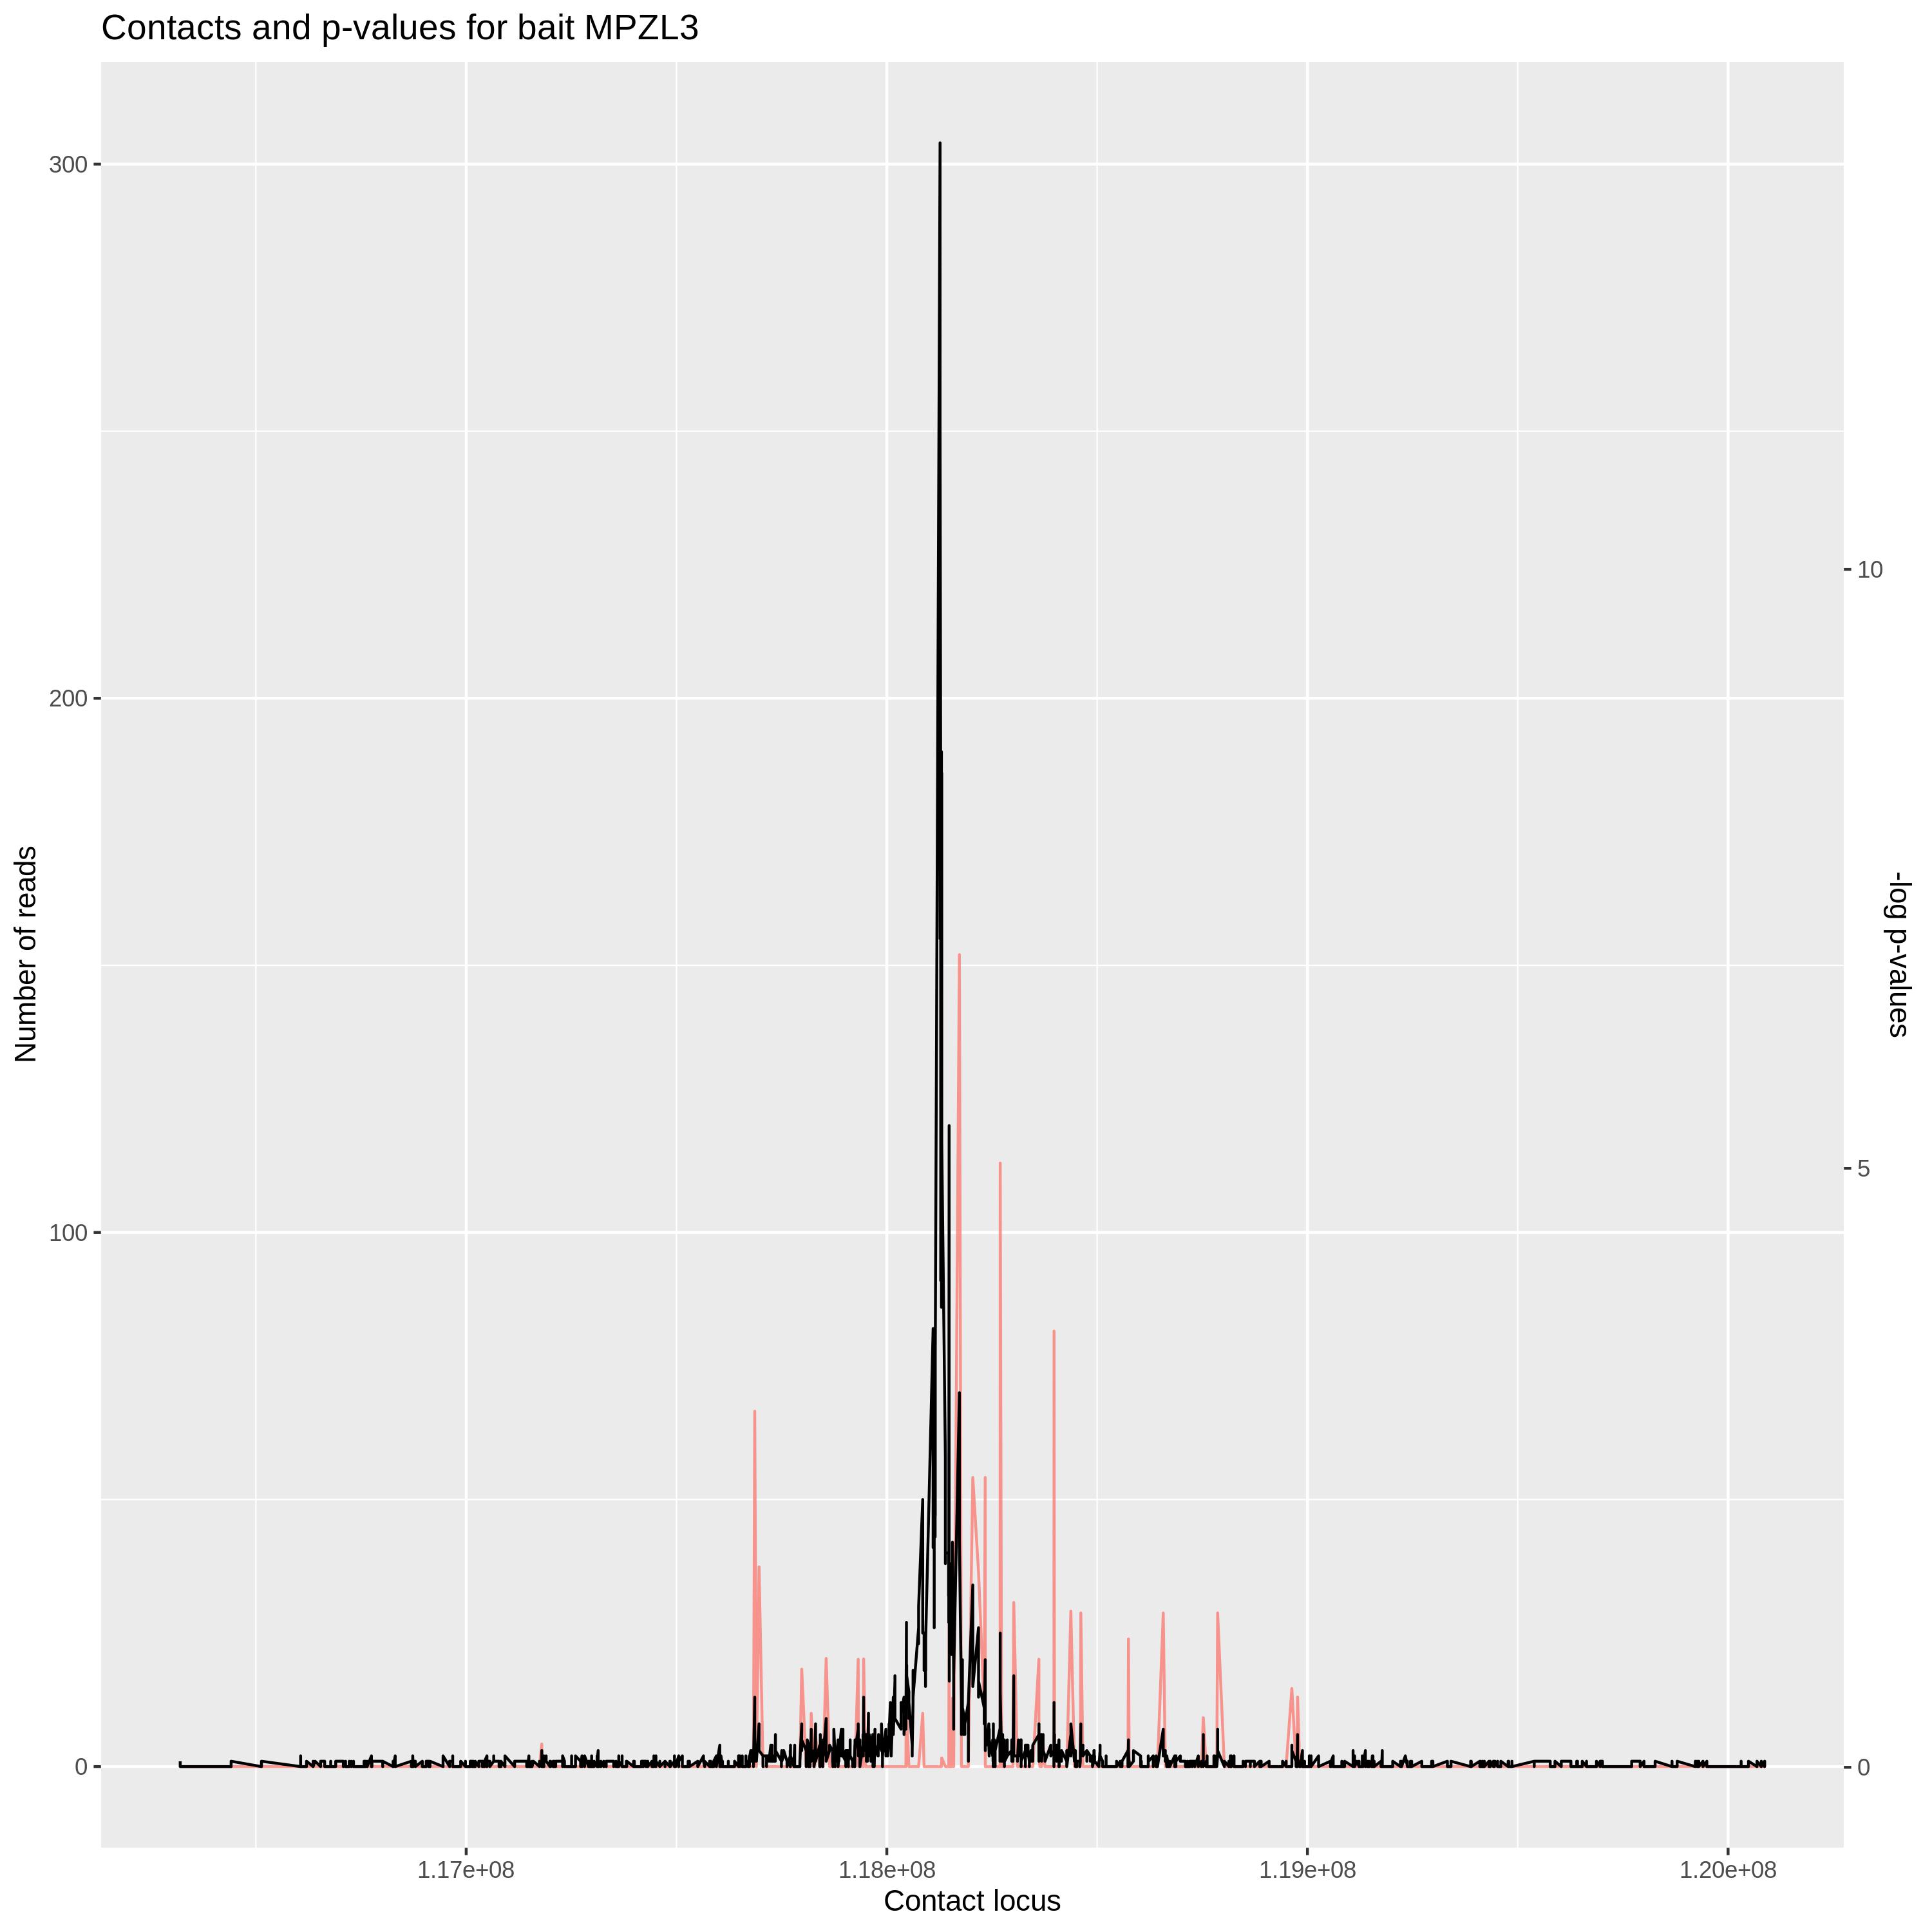 Contacts and p-values for bait MPZL3
300
200
100
0
Number of reads
10
5
0
-log p-values
1.17e+08
1.18e+08
1.19e+08
1.20e+08
Contact locus